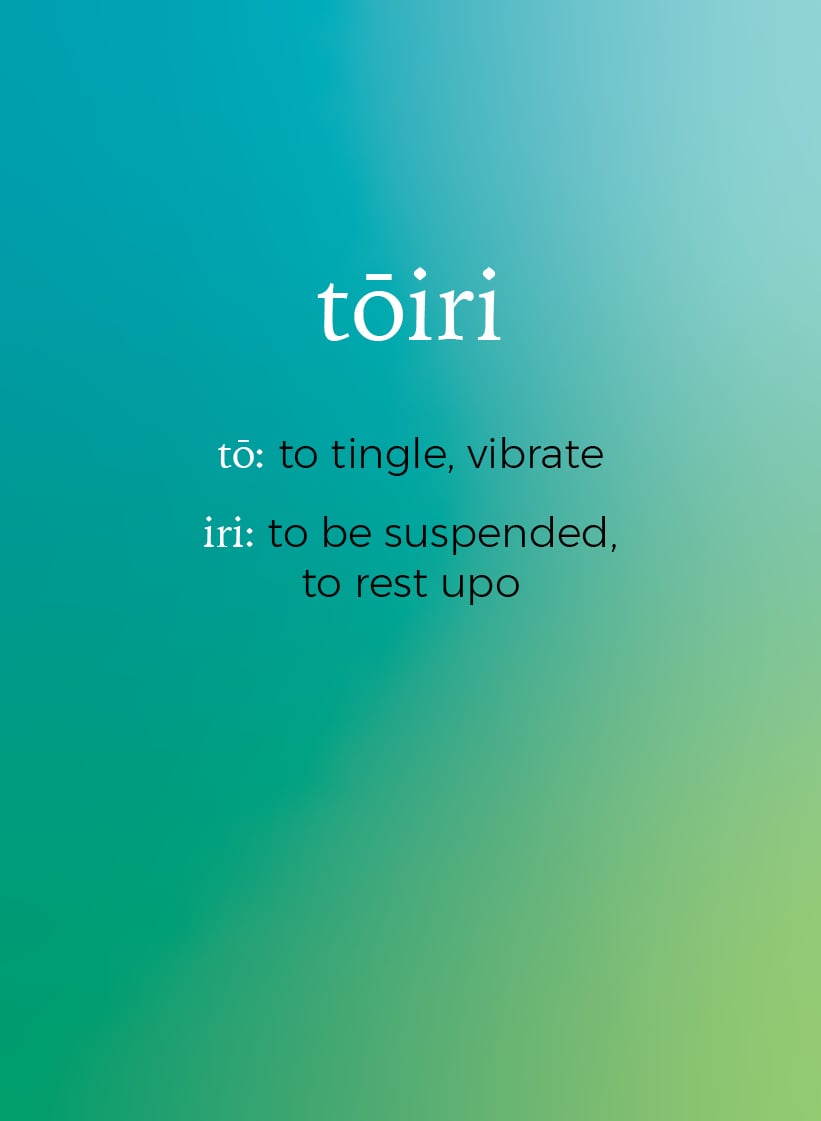 tōiri
tō: to tingle, vibrate
iri: to be suspended,
to rest upo